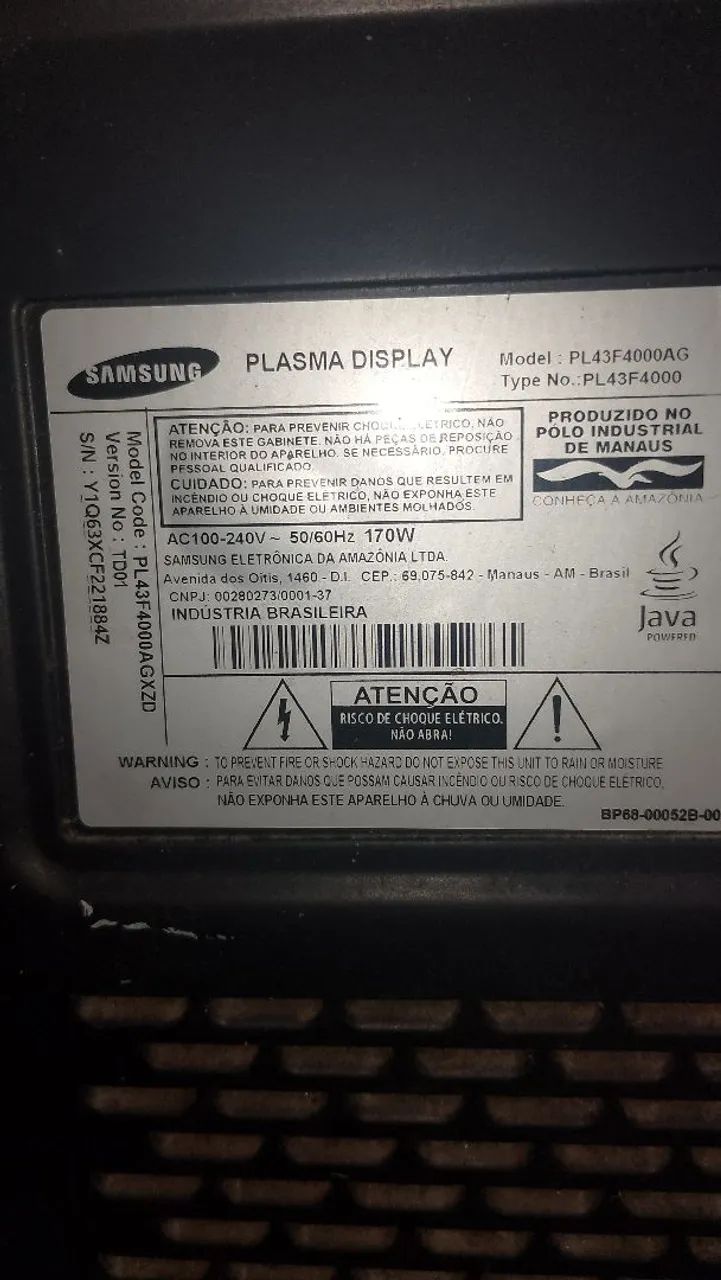 SAMSUNG
PLASMA DISPLAY
Model : PL43F4000AG
Type No.:PL43F4000
ATENÇÃO: PARA PREVENIR CHOQUE ELÉTRICO, NÃO
REMOVA ESTE GABINETE. NÃO HÁ PEÇAS DE REPOSIÇÃO
NO INTERIOR DO APARELHO. SE NECESSÁRIO, PROCURE
PESSOAL QUALIFICADO.
CUIDADO: PARA PREVENIR DANOS QUE RESULTEM EM
INCÊNDIO OU CHOQUE ELÉTRICO, NÃO EXPONHA ESTE
APARELHO À UMIDADE OU AMBIENTES MOLHADOS.
PRODUZIDO NO
PÓLO INDUSTRIAL
DE MANAUS
CONHEÇA A AMAZÔNIA
Model Code : PL43F4000AGXZD
Version No : TD01
S/N : Y1Q63XCF221884Z
AC100-240V ~ 50/60Hz 170W
SAMSUNG ELETRÔNICA DA AMAZÔNIA LTDA.
Avenida dos Oitis, 1460 - D.I. CEP.: 69.075-842 - Manaus - AM - Brasil
CNPJ: 00280273/0001-37
INDÚSTRIA BRASILEIRA
Java
POWERED
ATENÇÃO
RISCO DE CHOQUE ELÉTRICO.
NÃO ABRA!
WARNING : TO PREVENT FIRE OR SHOCK HAZARD DO NOT EXPOSE THIS UNIT TO RAIN OR MOISTURE
AVISO : PARA EVITAR DANOS QUE POSSAM CAUSAR INCÊNDIO OU RISCO DE CHOQUE ELÉTRICO,
NÃO EXPONHA ESTE APARELHO À CHUVA OU UMIDADE.
BP68-00052B-00